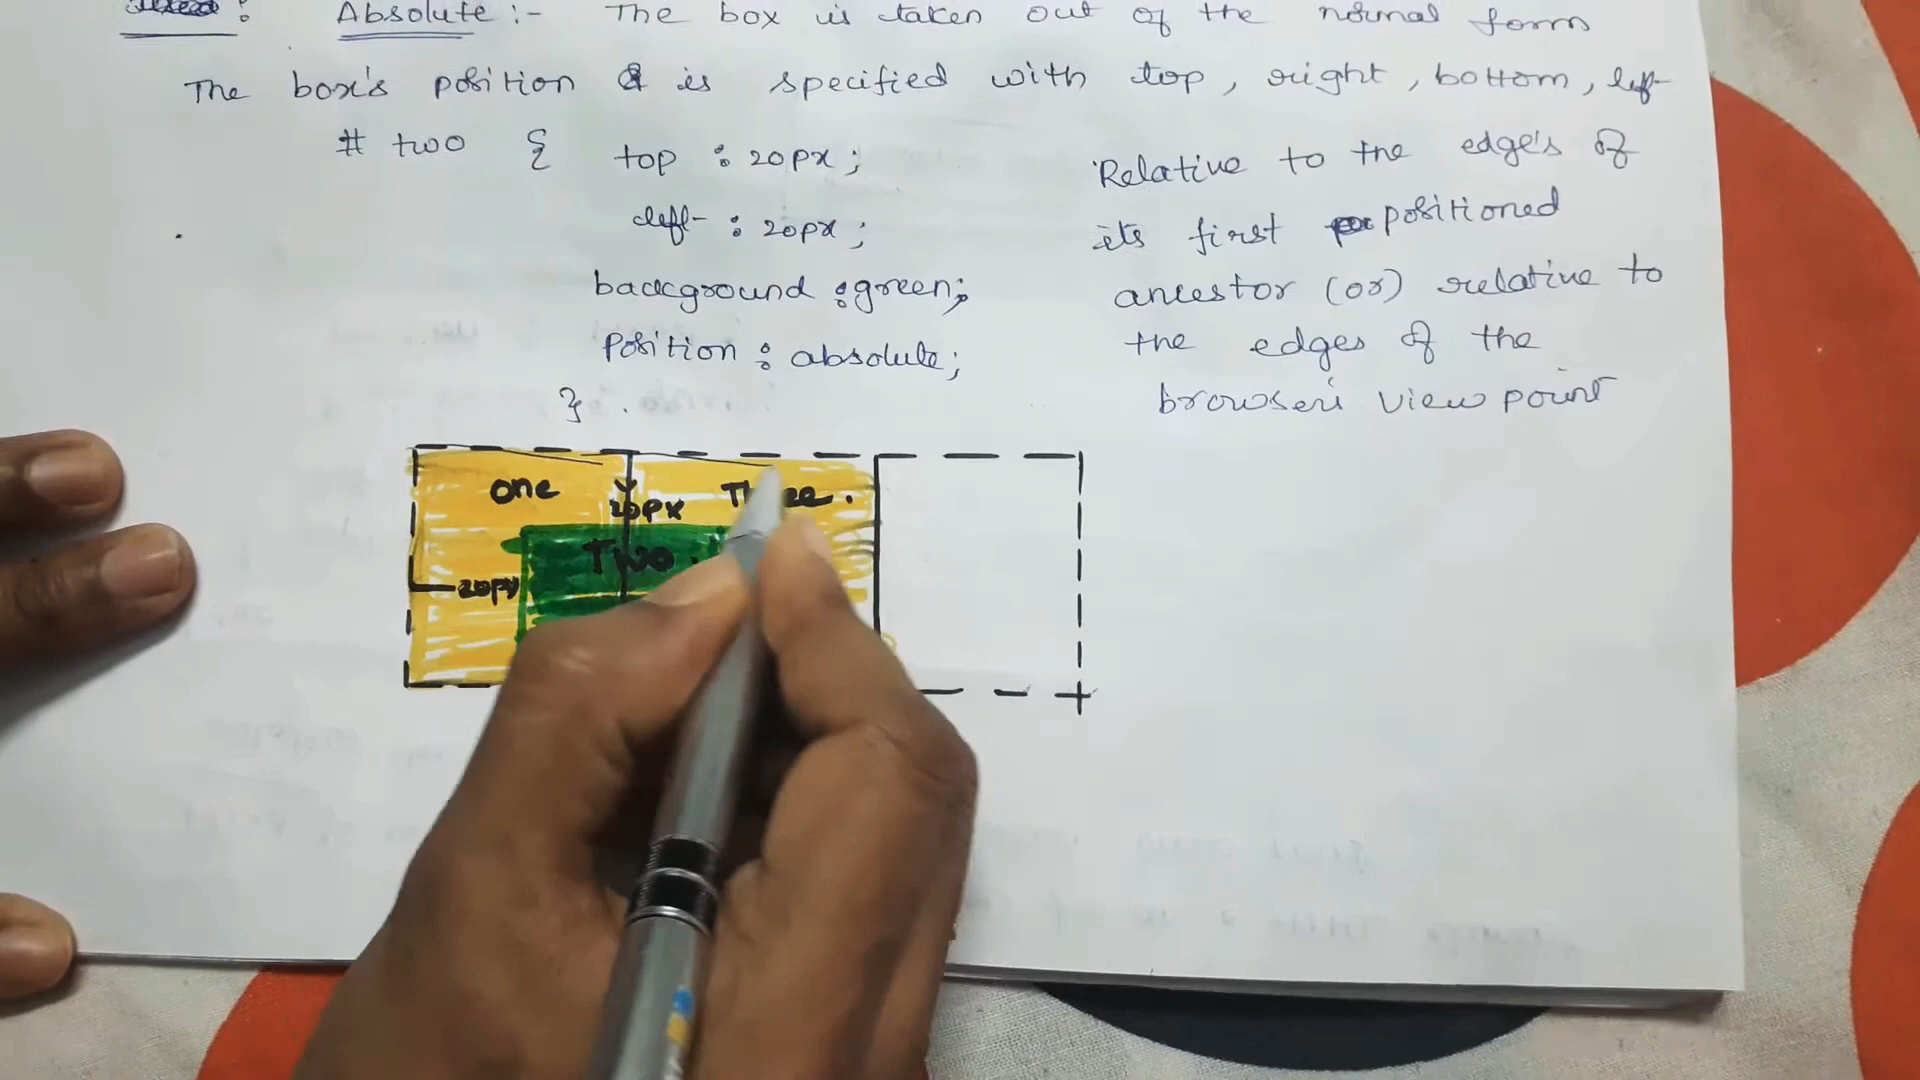 : Absolute :- The box is taken out of the normal form
The box's position is specified with top, right, bottom, left
# two { top : 20px;
left : 20px;
background : green;
Position : absolute;
} .
Relative to the edge's of
its first positioned
ancestor (or) relative to
the edges of the
browser's view point
one
20px
Three .
Two .
20px